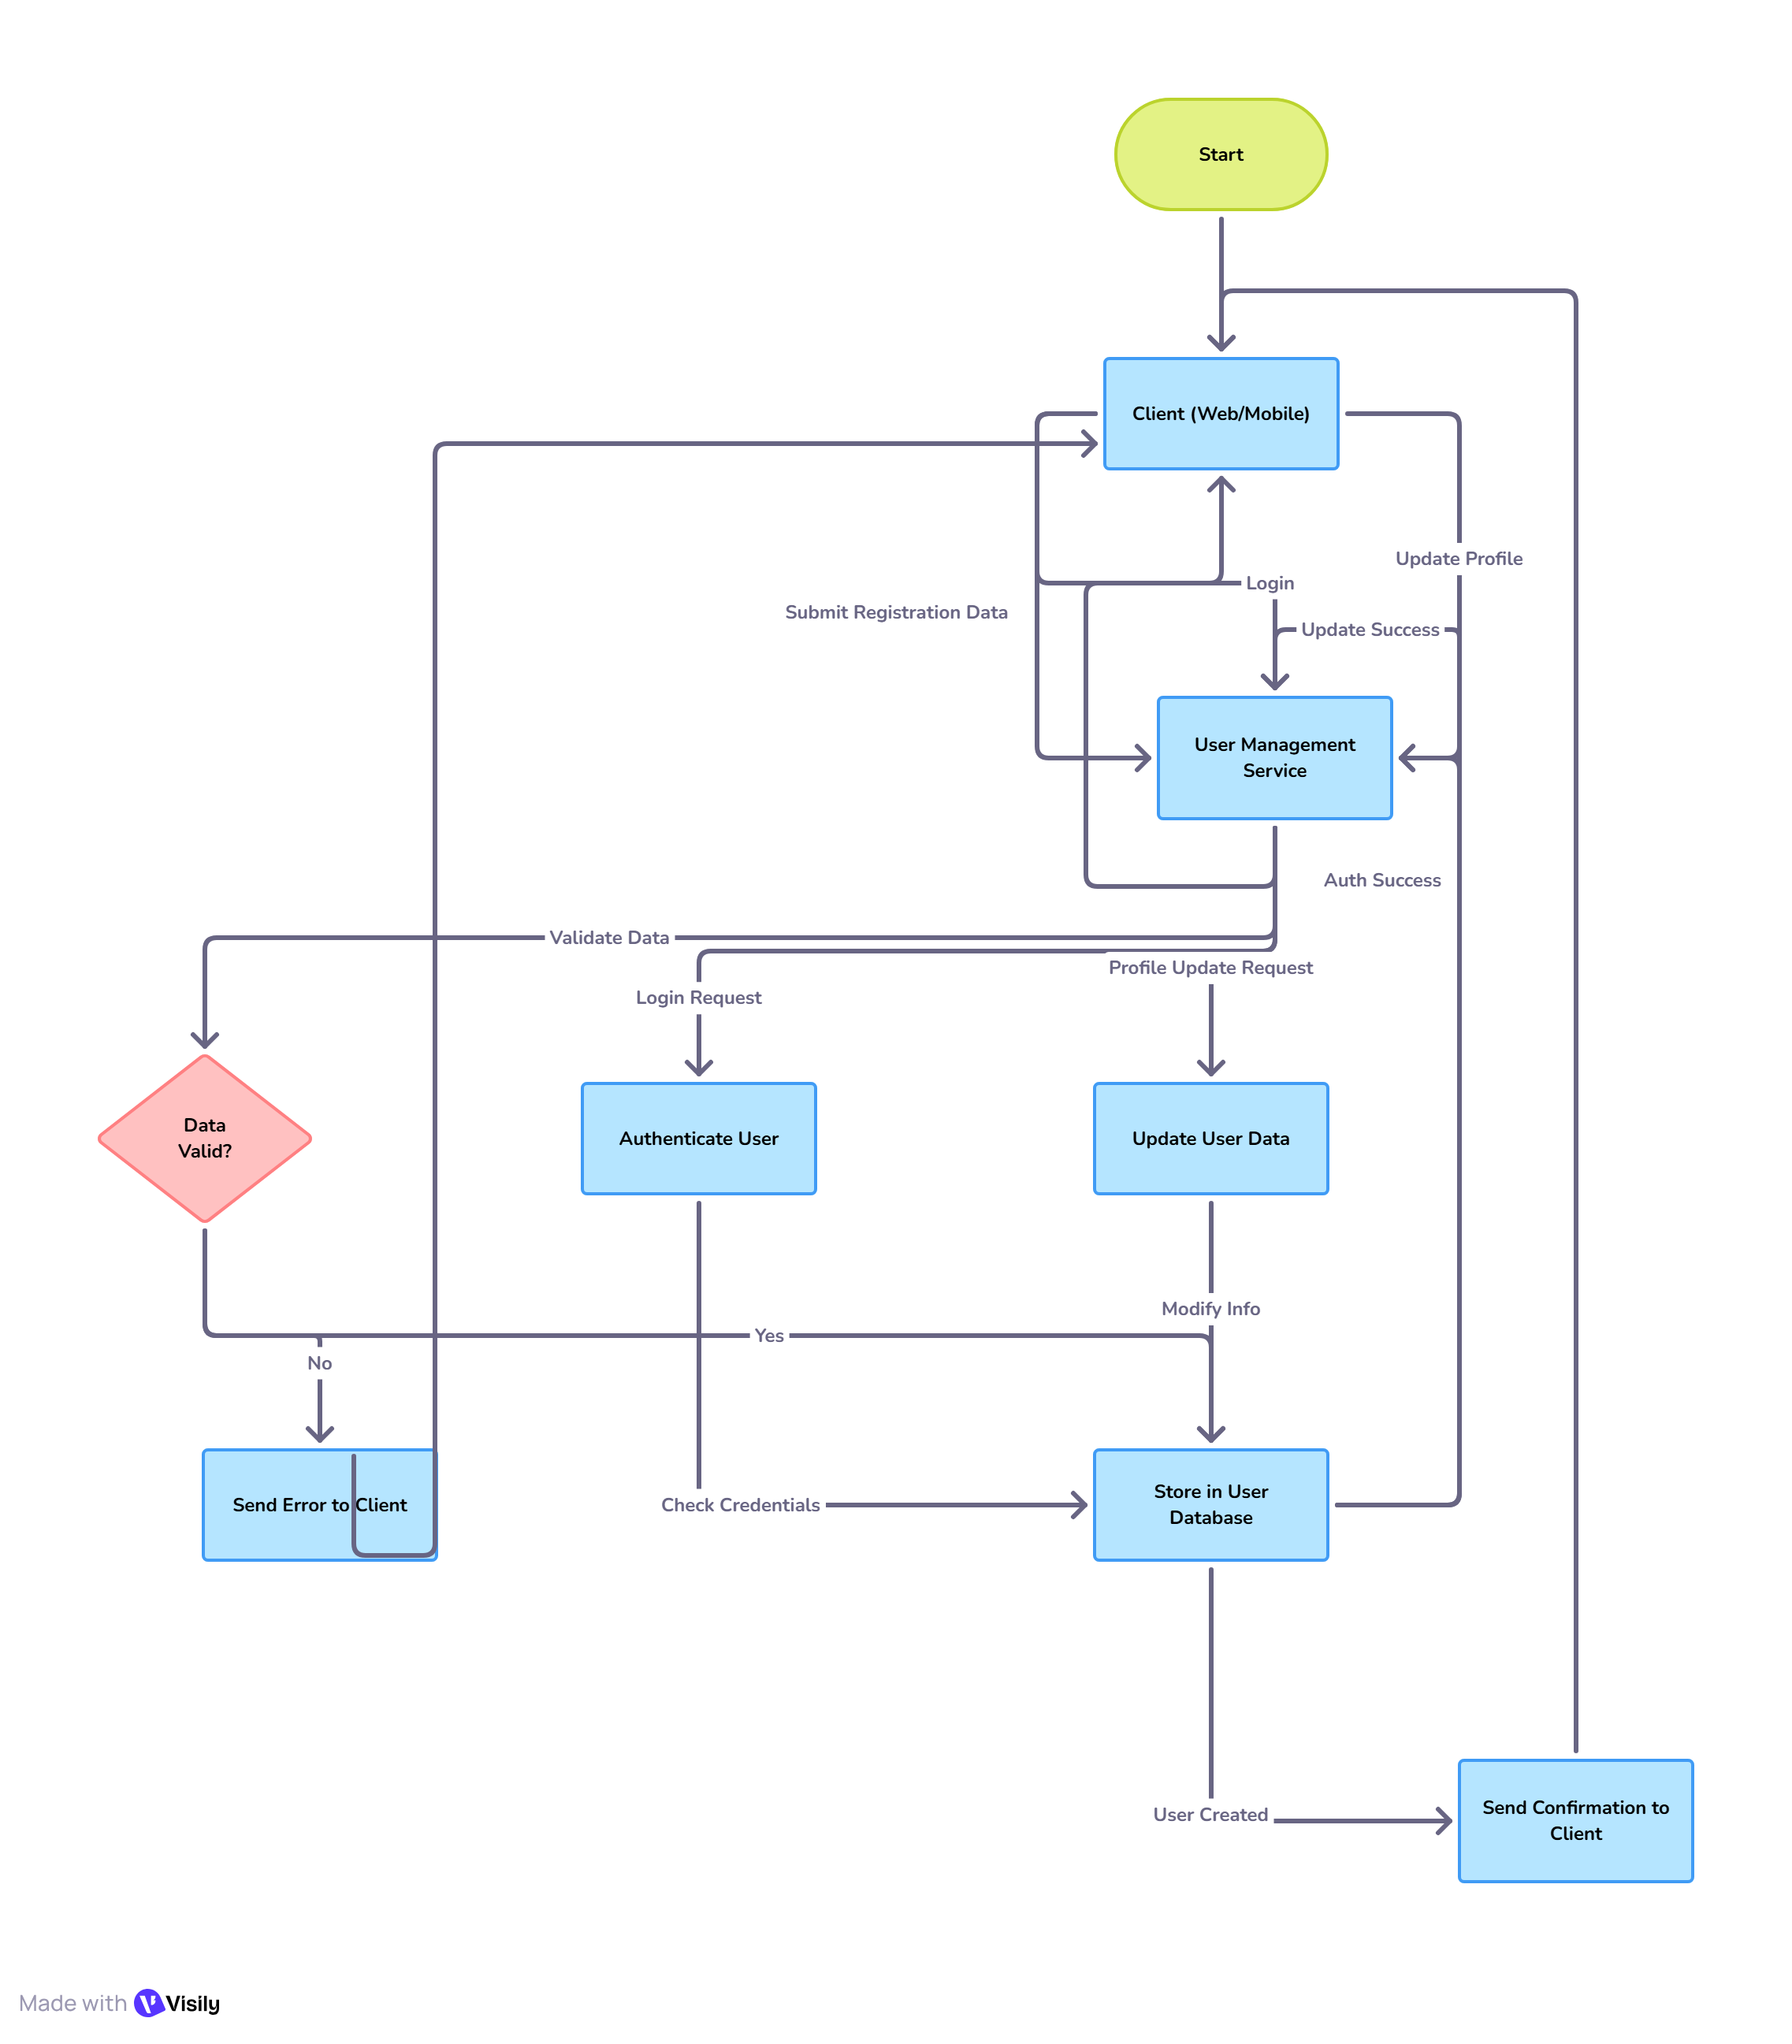 Start
Client (Web/Mobile)
Update Profile
Login
Submit Registration Data
Update Success
User Management
Service
Auth Success
Validate Data
Profile Update Request
Login Request
Data
Valid?
Authenticate User
Update User Data
Modify Info
Yes
No
Send Error to Client
Check Credentials
Store in User
Database
User Created
Send Confirmation to
Client
Made with Visily